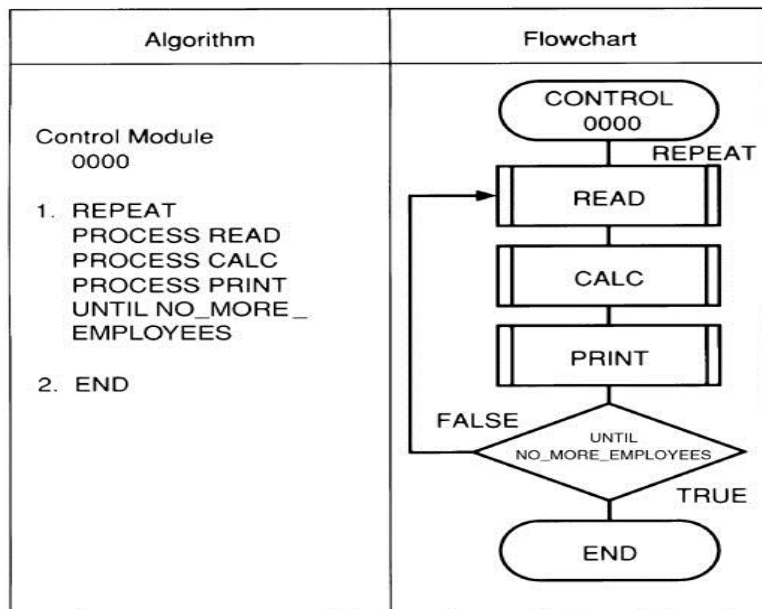 Algorithm
Flowchart
Control Module
0000
1. REPEAT
PROCESS READ
PROCESS CALC
PROCESS PRINT
UNTIL NO_MORE_
EMPLOYEES
2. END
CONTROL
0000
REPEAT
READ
CALC
PRINT
FALSE
UNTIL
NO_MORE_EMPLOYEES
TRUE
END